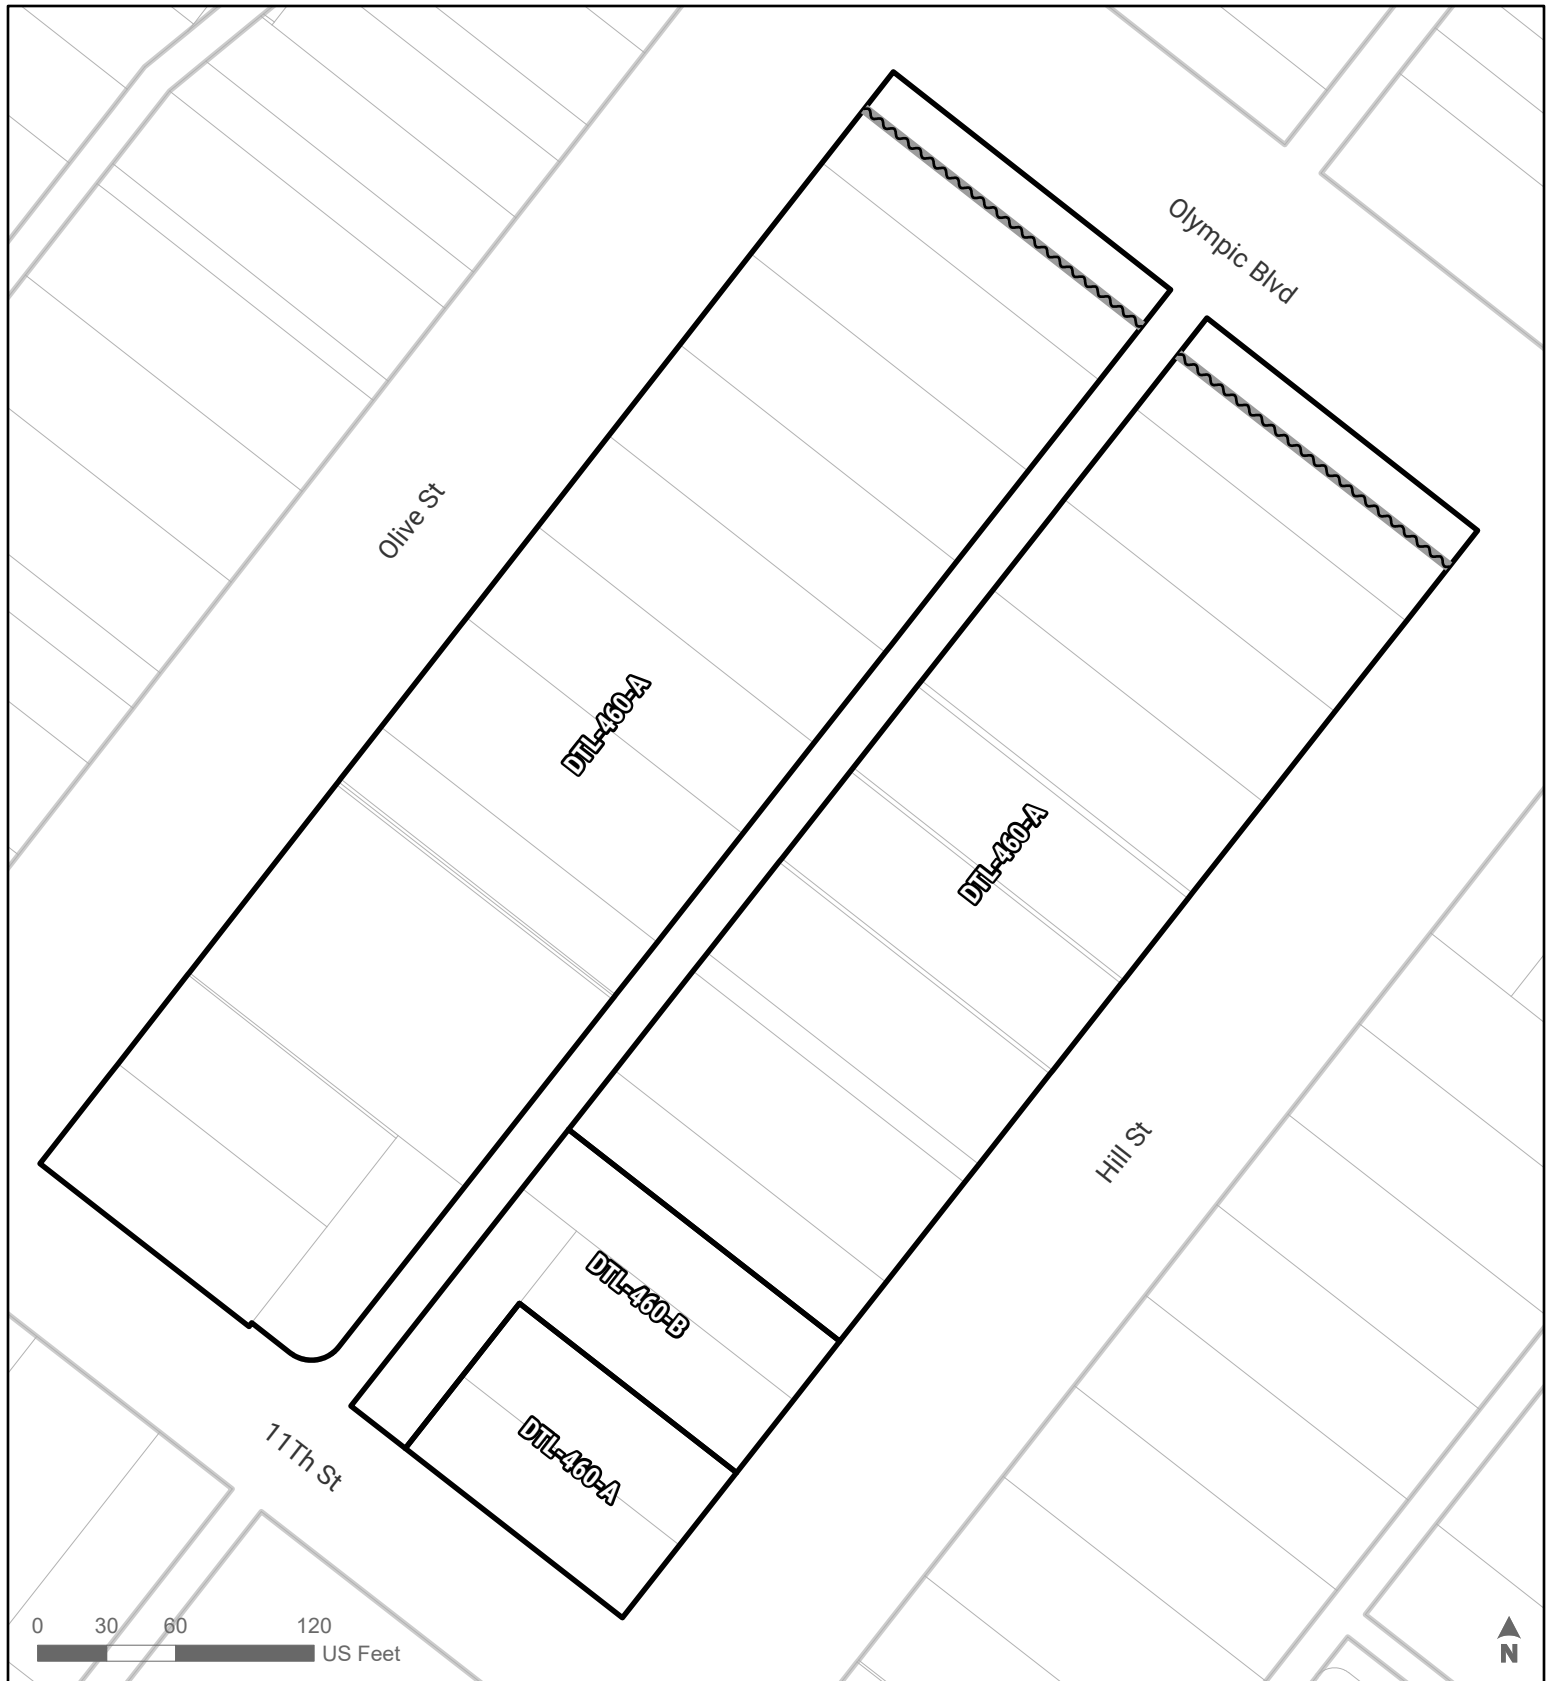 Olympic Blvd
Olive St
DTL-460-A
DTL-460-A
Hill St
DTL-460-B
DTL-460-A
11Th St
0 30 60 120
US Feet
N